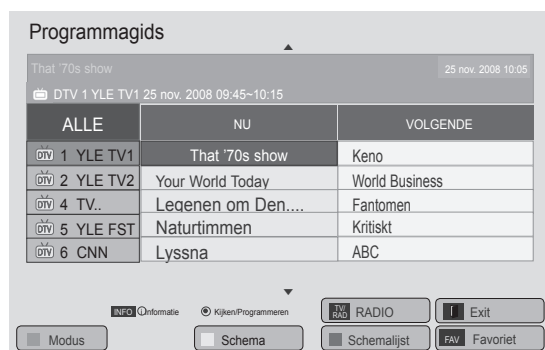 Programmagids
That '70s show 25 nov. 2008 10:05
DTV 1 YLE TV1 25 nov. 2008 09:45~10:15
ALLE NU VOLGENDE
DTV 1 YLE TV1 That '70s show Keno
DTV 2 YLE TV2 Your World Today World Business
DTV 4 TV.. Legenen om Den.... Fantomen
DTV 5 YLE FST Naturtimmen Kritiskt
DTV 6 CNN Lyssna ABC
INFO Informatie Kijken/Programmeren TV/RAD RADIO Exit
Modus Schema Schemalijst FAV Favoriet